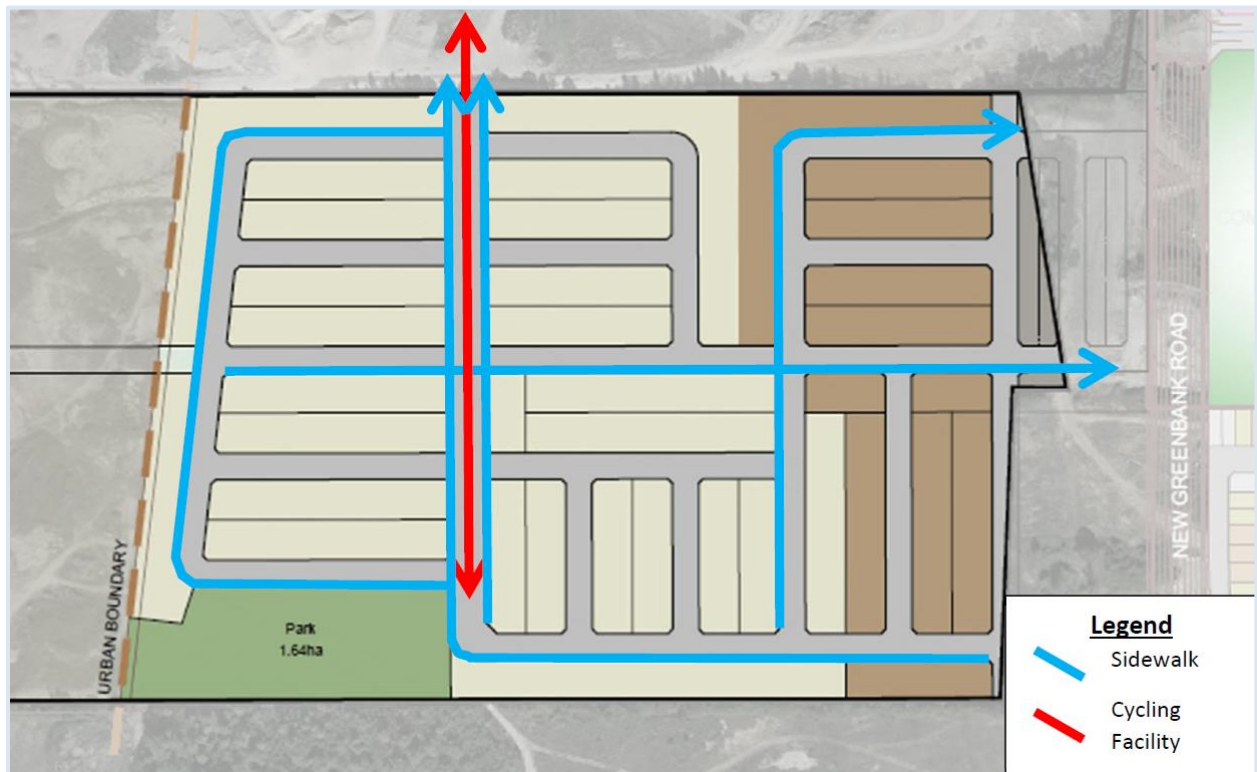 URBAN BOUNDARY
Park
1.64ha
NEW GREENBANK ROAD
Legend
Sidewalk
Cycling
Facility